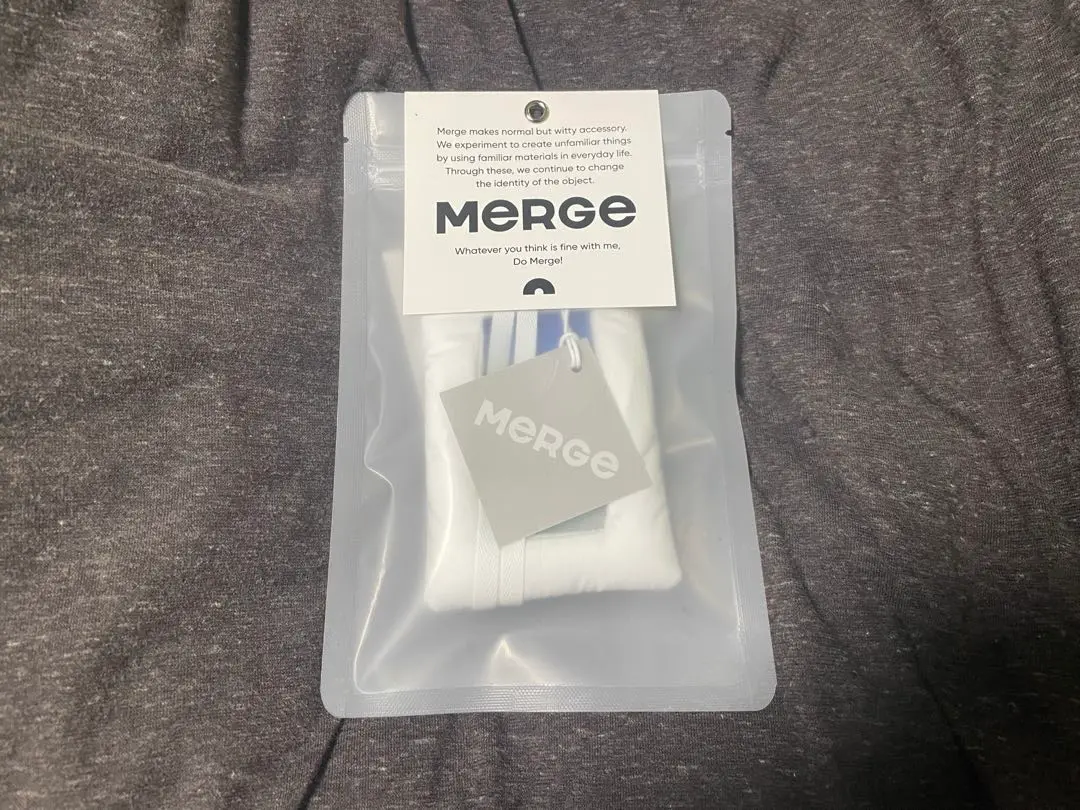 Merge makes normal but witty accessory.
We experiment to create unfamiliar things
by using familiar materials in everyday life.
Through these, we continue to change
the identity of the object.
MeRGe
Whatever you think is fine with me,
Do Merge!
MeRGe